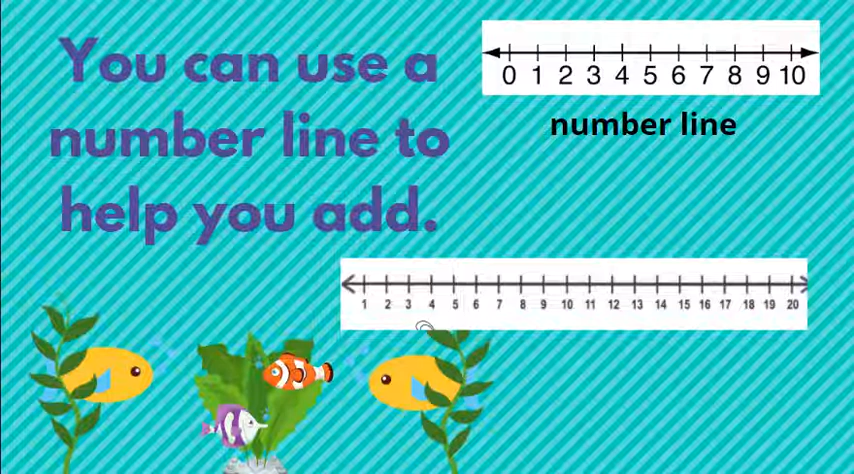 You can use a
number line to
help you add.
0 1 2 3 4 5 6 7 8 9 10
number line
1 2 3 4 5 6 7 8 9 10 11 12 13 14 15 16 17 18 19 20